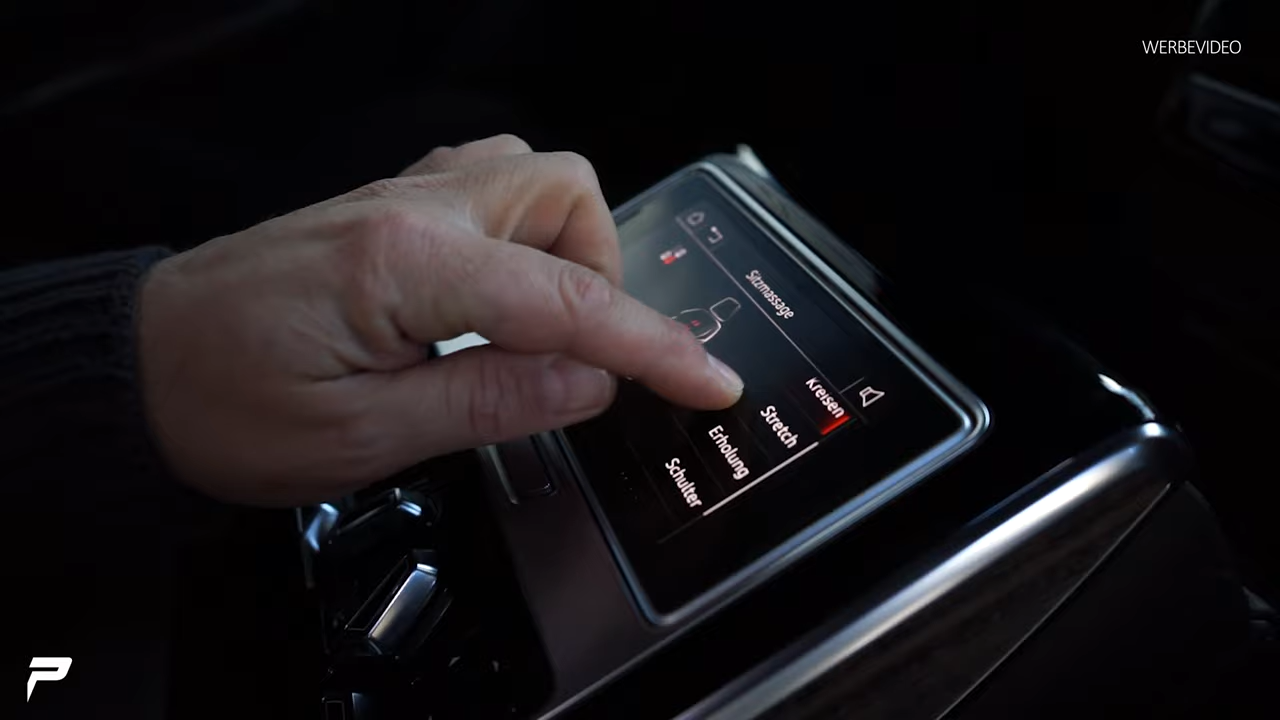 WERBEVIDEO
Sitzmassage
Kreisen
Stretch
Erholung
Schulter